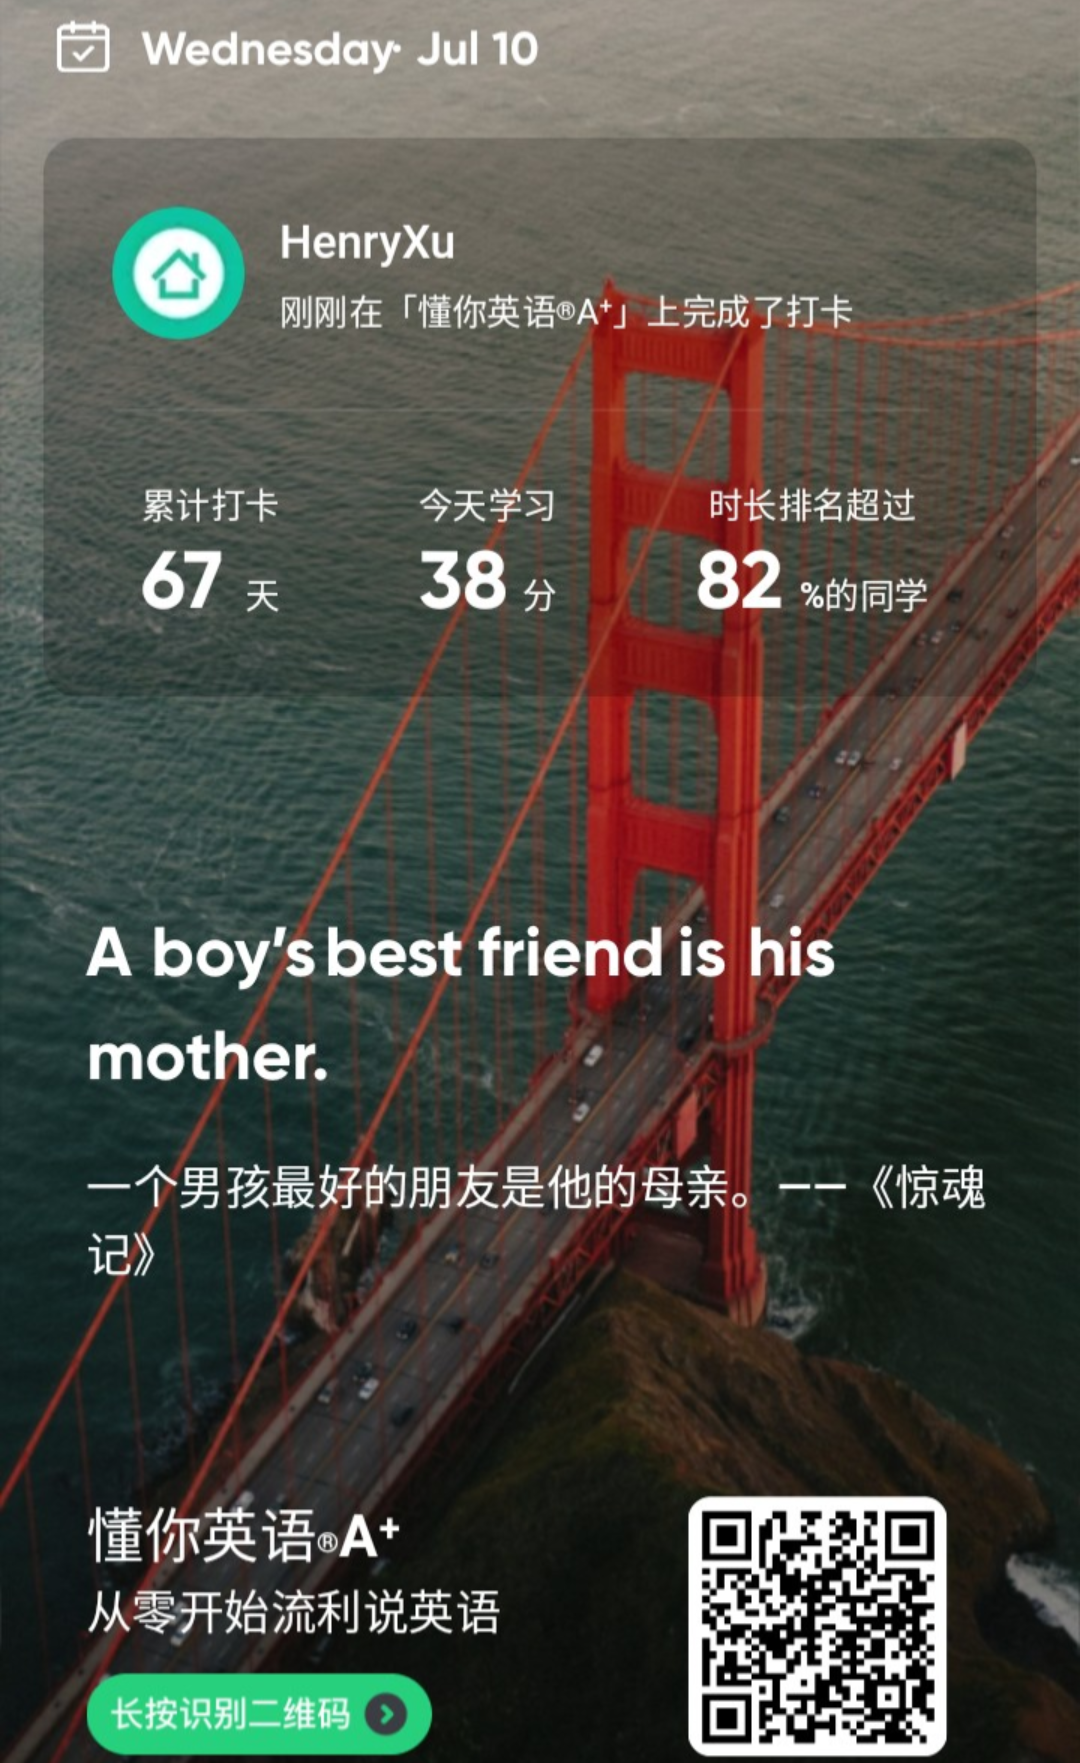 Wednesday· Jul 10
HenryXu
刚刚在「懂你英语®A⁺」上完成了打卡
累计打卡 今天学习 时长排名超过
67 天 38 分 82 %的同学
A boy's best friend is his
mother.
一个男孩最好的朋友是他的母亲。——《惊魂
记》
懂你英语®A⁺
从零开始流利说英语
长按识别二维码